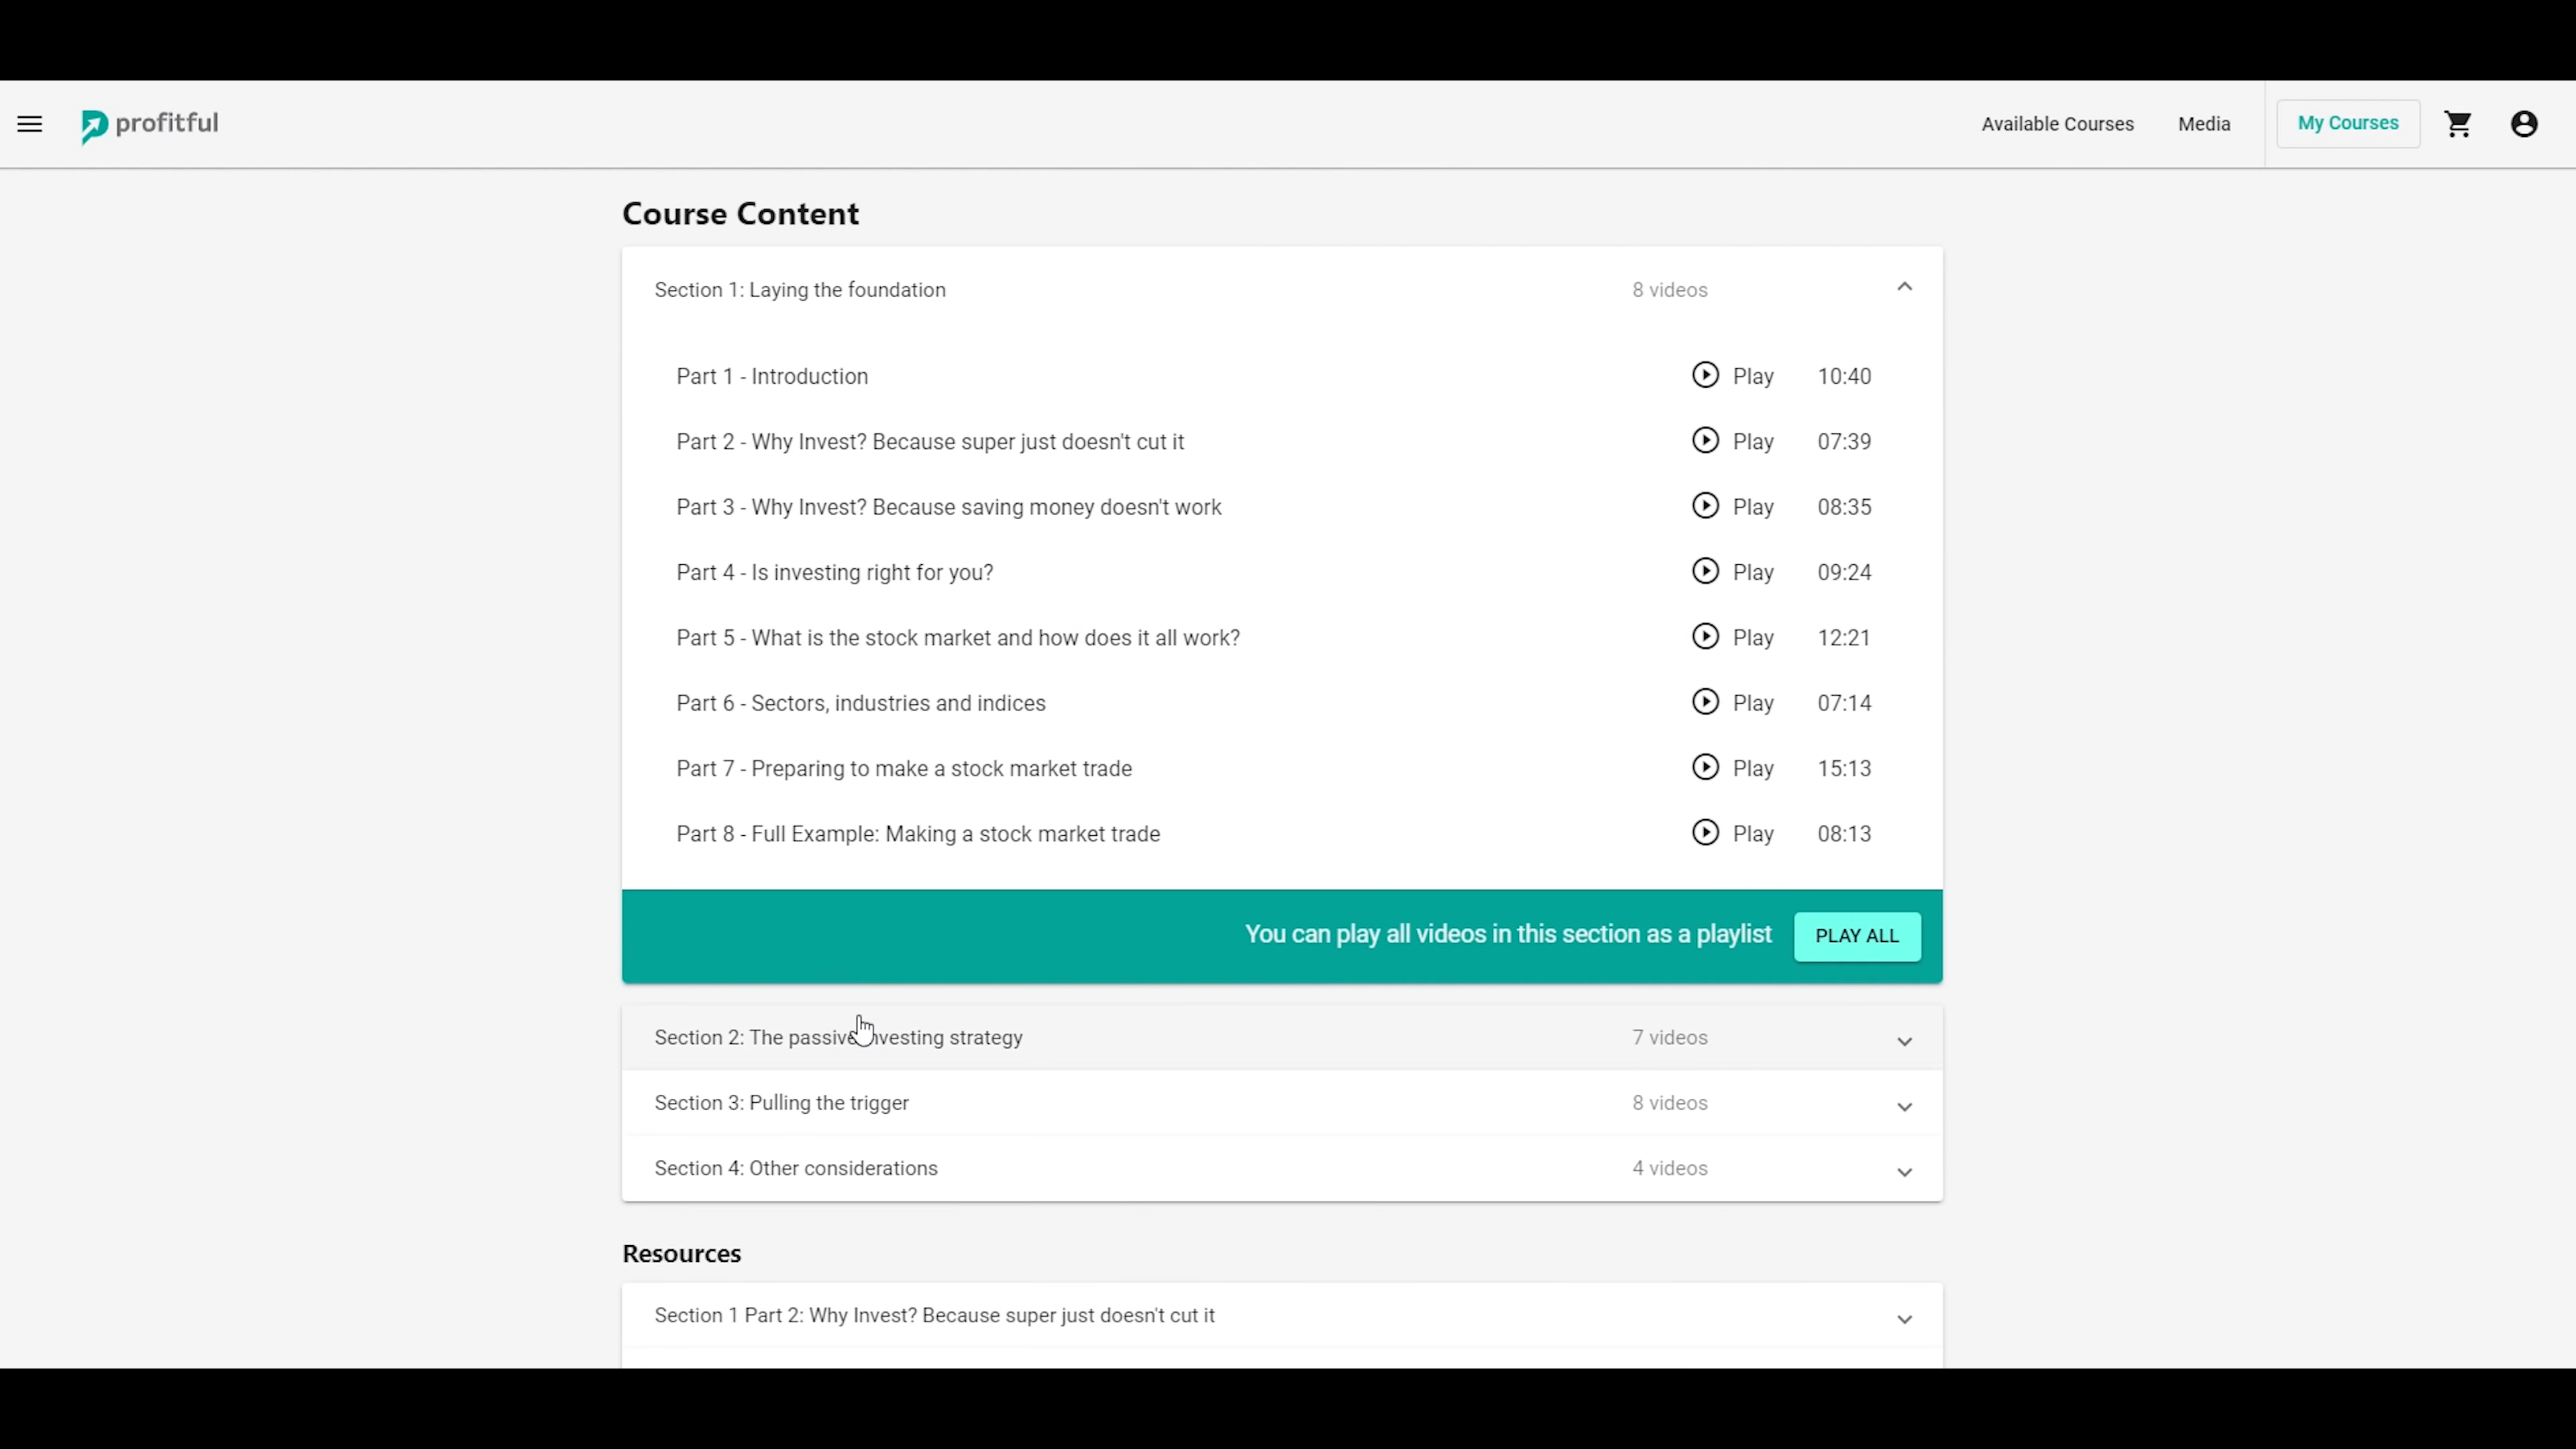 profitful
Available Courses
Media
My Courses
Course Content
Section 1: Laying the foundation 8 videos
Part 1 - Introduction Play 10:40
Part 2 - Why Invest? Because super just doesn't cut it Play 07:39
Part 3 - Why Invest? Because saving money doesn't work Play 08:35
Part 4 - Is investing right for you? Play 09:24
Part 5 - What is the stock market and how does it all work? Play 12:21
Part 6 - Sectors, industries and indices Play 07:14
Part 7 - Preparing to make a stock market trade Play 15:13
Part 8 - Full Example: Making a stock market trade Play 08:13
You can play all videos in this section as a playlist PLAY ALL
Section 2: The passive investing strategy 7 videos
Section 3: Pulling the trigger 8 videos
Section 4: Other considerations 4 videos
Resources
Section 1 Part 2: Why Invest? Because super just doesn't cut it